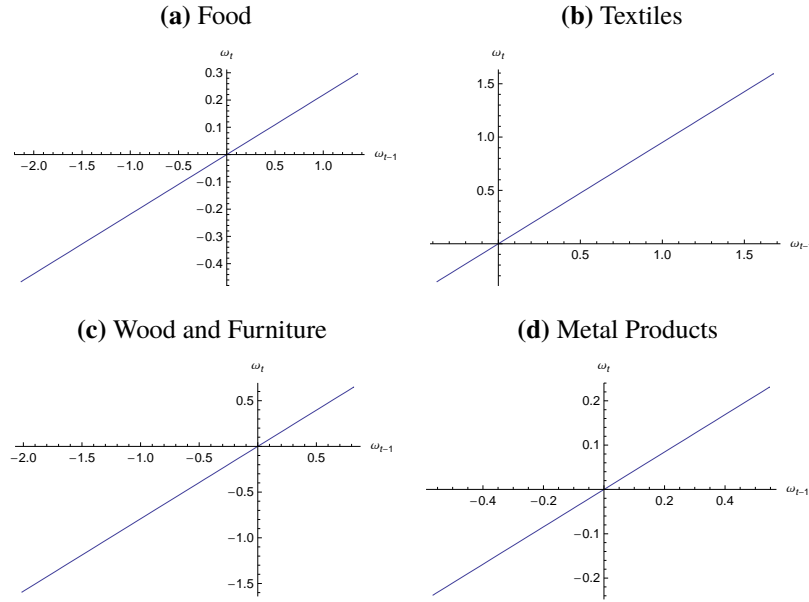 (a) Food
ω_t
0.3
0.2
0.1
−2.0 −1.5 −1.0 −0.5 0.5 1.0 ω_{t−1}
−0.1
−0.2
−0.3
−0.4
(b) Textiles
ω_t
1.5
1.0
0.5
0.5 1.0 1.5 ω_{t−}
(c) Wood and Furniture
ω_t
0.5
−2.0 −1.5 −1.0 −0.5 0.5 ω_{t−1}
−0.5
−1.0
−1.5
(d) Metal Products
ω_t
0.2
0.1
−0.4 −0.2 0.2 0.4 ω_{t−1}
−0.1
−0.2